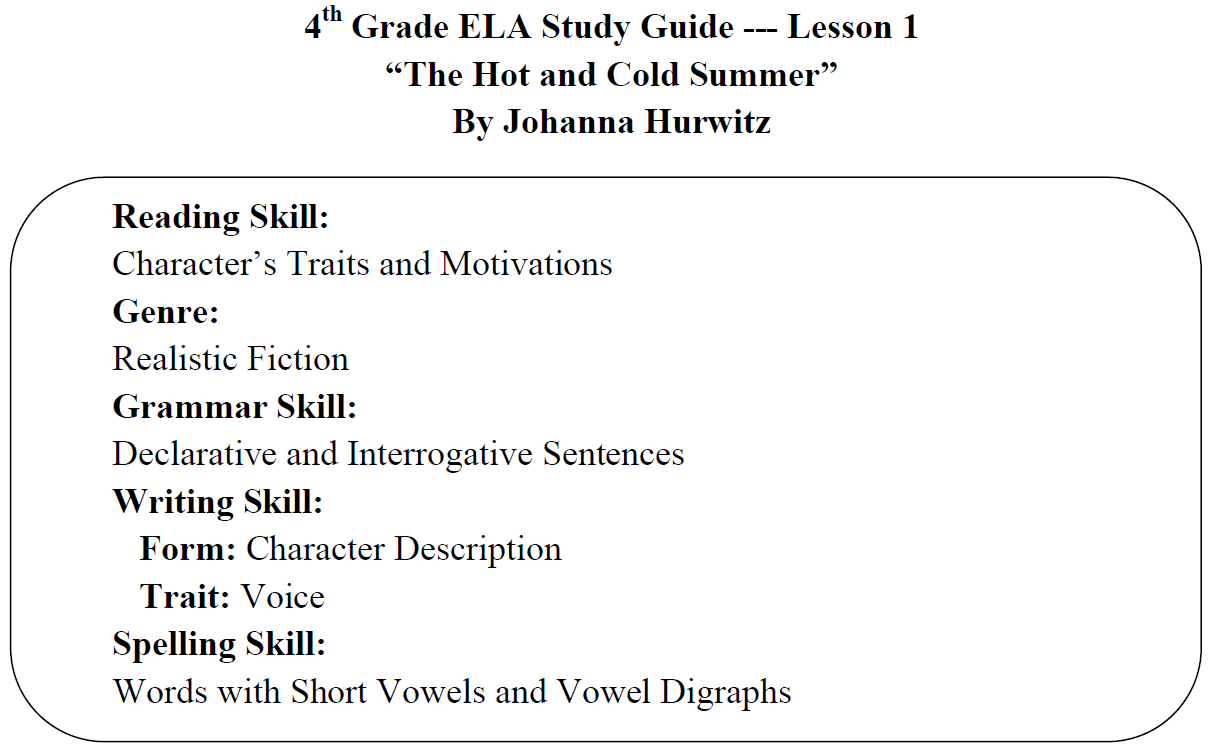 4th Grade ELA Study Guide --- Lesson 1
“The Hot and Cold Summer”
By Johanna Hurwitz
Reading Skill:
Character’s Traits and Motivations
Genre:
Realistic Fiction
Grammar Skill:
Declarative and Interrogative Sentences
Writing Skill:
Form: Character Description
Trait: Voice
Spelling Skill:
Words with Short Vowels and Vowel Digraphs